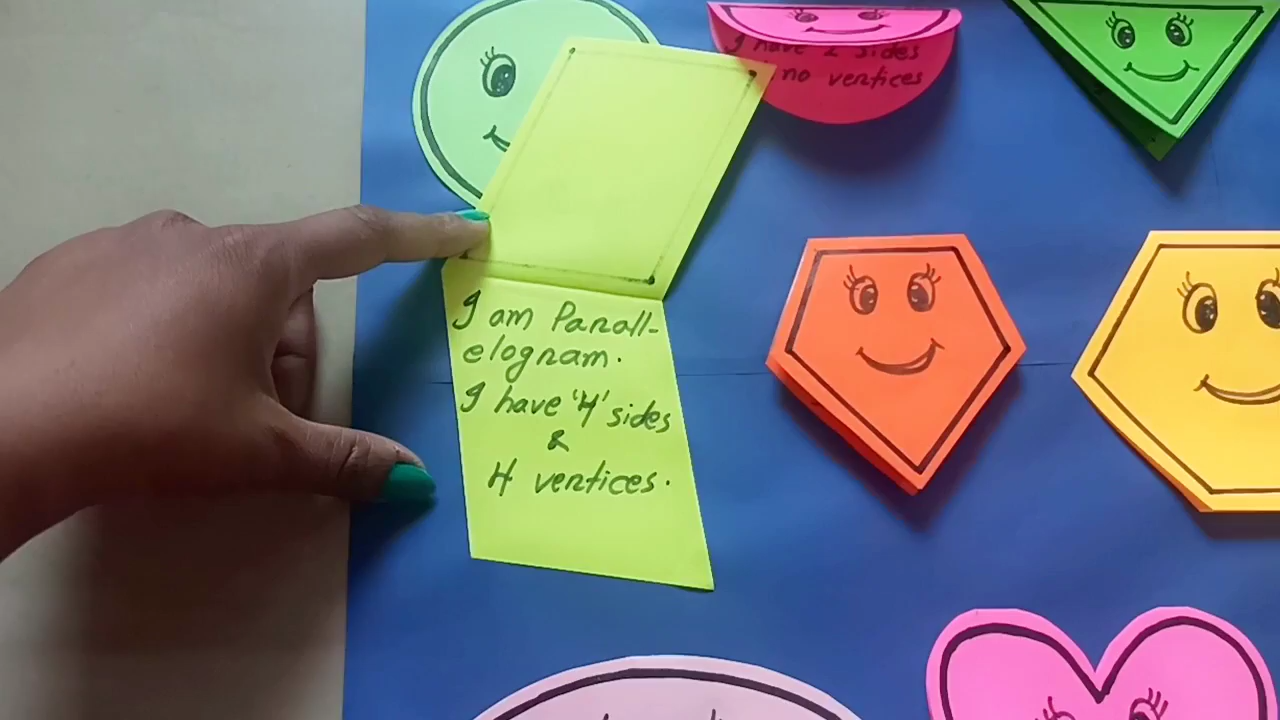 I have 2 sides
no vertices
I am Parall-
elogram.
I have '4' sides
&
4 vertices.